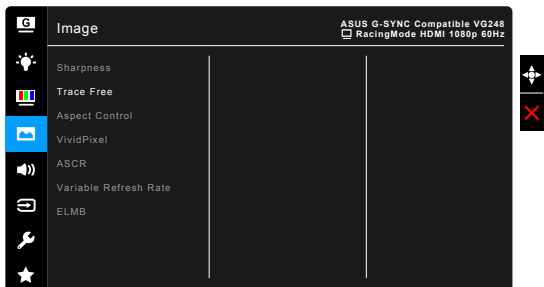 G
Image
ASUS G-SYNC Compatible VG248
RacingMode HDMI 1080p 60Hz
Sharpness
Trace Free
Aspect Control
VividPixel
ASCR
Variable Refresh Rate
ELMB